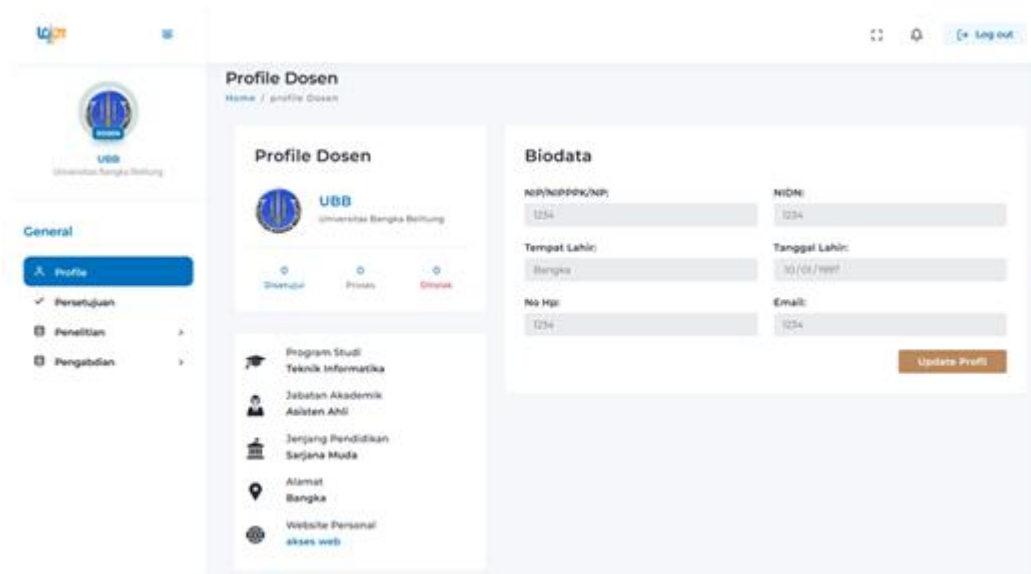 Log out
Profile Dosen
Home / profile Dosen
DOSEN
UBB
Universitas Bangka Belitung
General
Profile
Persetujuan
Penelitian
Pengabdian
Profile Dosen
UBB
Universitas Bangka Belitung
0 0 0
Disetujui Proses Ditolak
Program Studi
Teknik Informatika
Jabatan Akademik
Asisten Ahli
Jenjang Pendidikan
Sarjana Muda
Alamat
Bangka
Website Personal
akses web
Biodata
NIP/NIPPPK/NP: NIDN:
1234 1234
Tempat Lahir: Tanggal Lahir:
Bangka 30/01/1997
No Hp: Email:
1234 1234
Update Profil